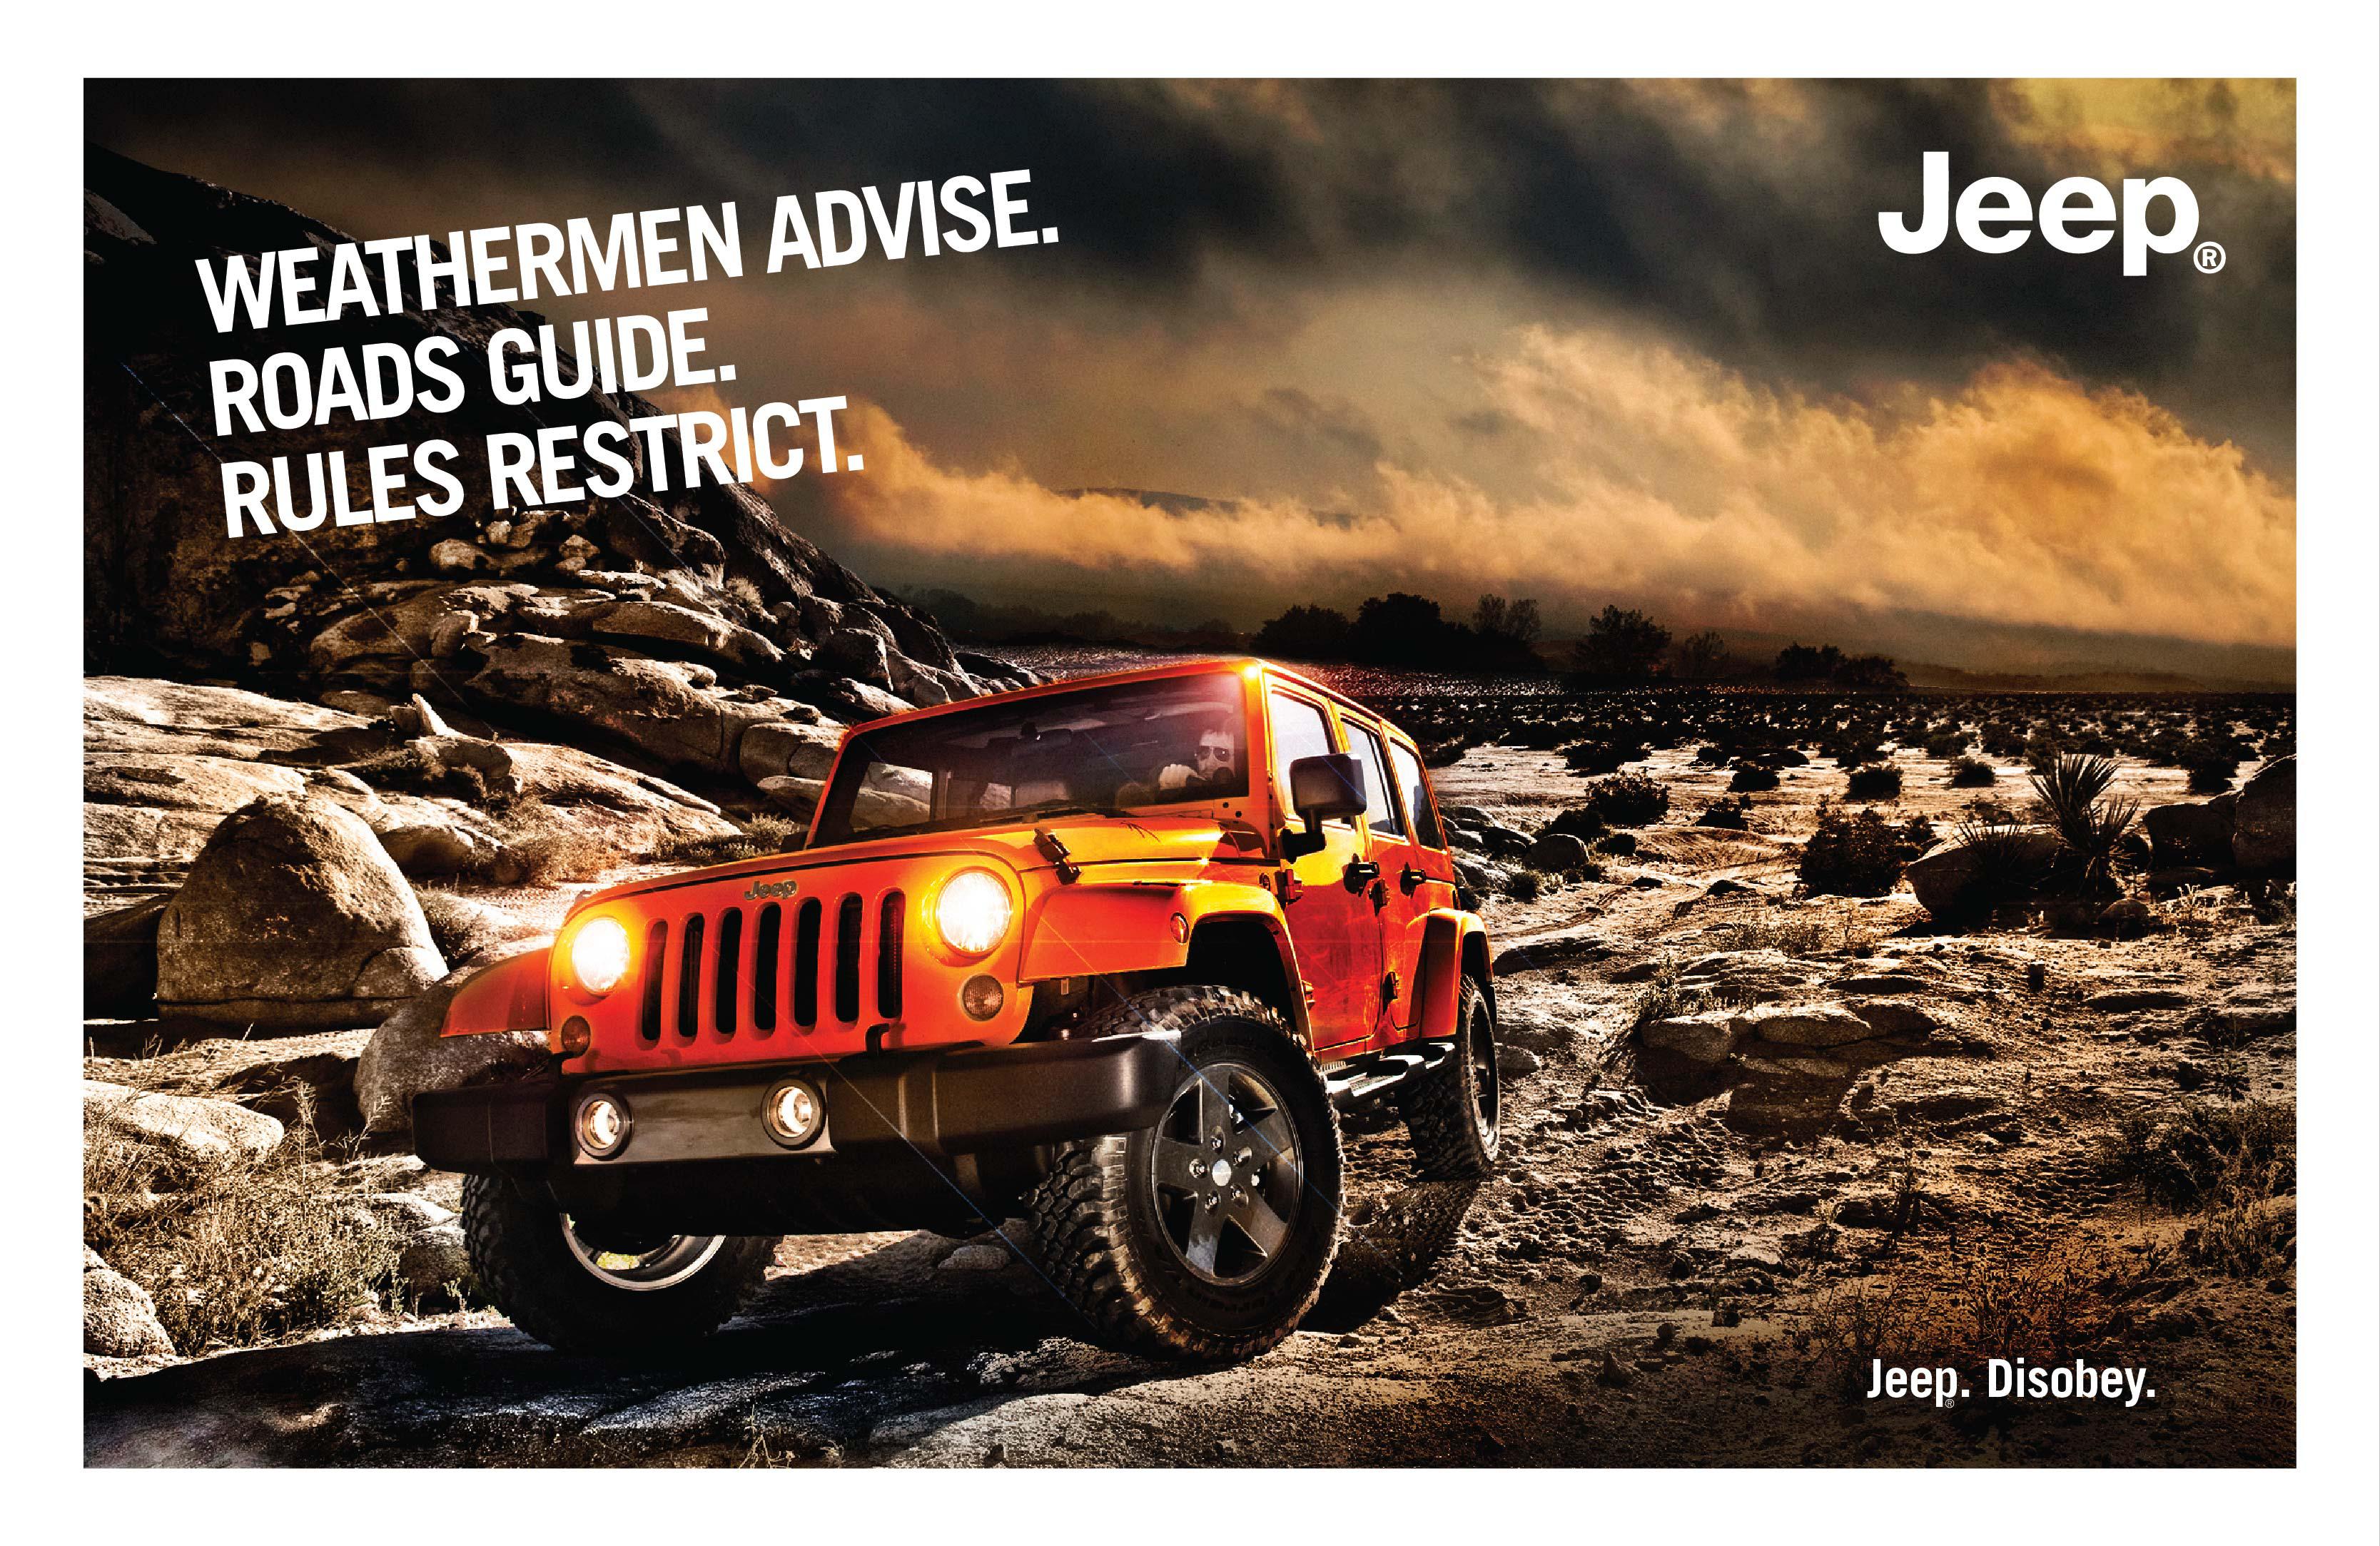 WEATHERMEN ADVISE.
ROADS GUIDE.
RULES RESTRICT.
Jeep®
Jeep
Jeep®. Disobey.